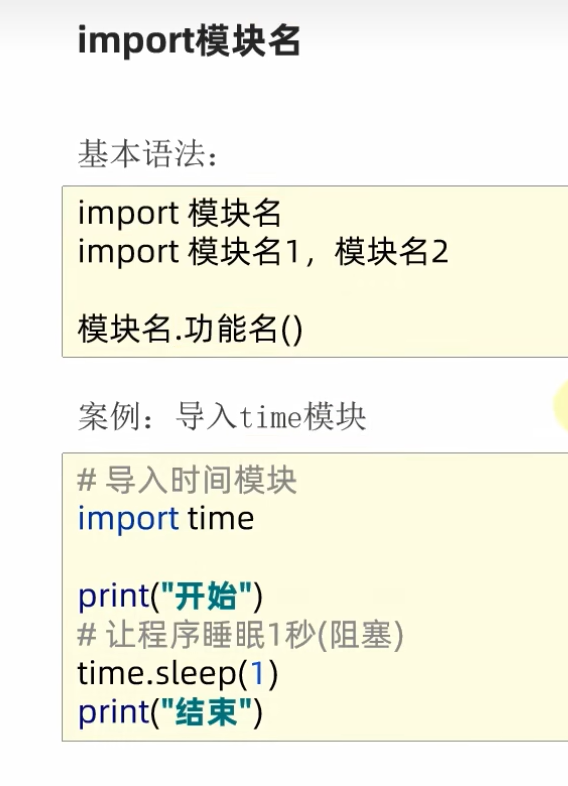 import模块名
基本语法：
import 模块名
import 模块名1，模块名2
模块名.功能名()
案例：导入time模块
# 导入时间模块
import time
print("开始")
# 让程序睡眠1秒(阻塞)
time.sleep(1)
print("结束")